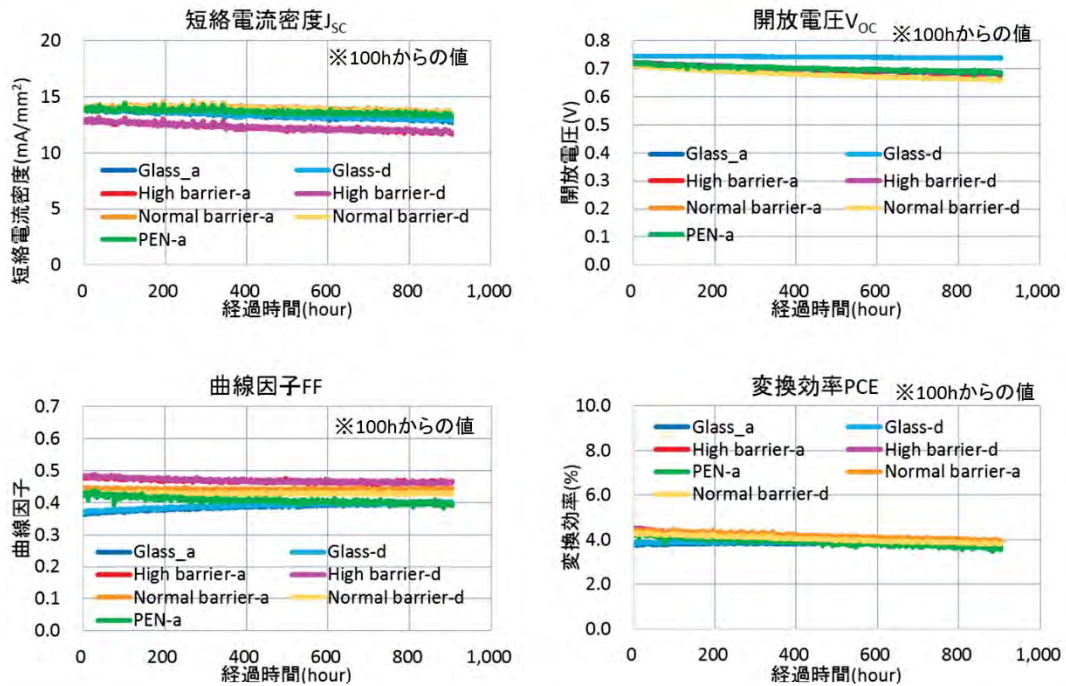 短絡電流密度JSC
※100hからの値
20
15
10
5
0
短絡電流密度(mA/mm²)
Glass_a
Glass-d
High barrier-a
High barrier-d
Normal barrier-a
Normal barrier-d
PEN-a
0
200
400
600
800
1,000
経過時間(hour)
開放電圧VOC
※100hからの値
0.8
0.7
0.6
0.5
0.4
0.3
0.2
0.1
0.0
開放電圧(V)
Glass_a
Glass-d
High barrier-a
High barrier-d
Normal barrier-a
Normal barrier-d
PEN-a
0
200
400
600
800
1,000
経過時間(hour)
曲線因子FF
※100hからの値
0.7
0.6
0.5
0.4
0.3
0.2
0.1
0.0
曲線因子
Glass_a
Glass-d
High barrier-a
High barrier-d
Normal barrier-a
Normal barrier-d
PEN-a
0
200
400
600
800
1,000
経過時間(hour)
変換効率PCE
※100hからの値
10.0
8.0
6.0
4.0
2.0
0.0
変換効率(%)
Glass_a
Glass-d
High barrier-a
High barrier-d
PEN-a
Normal barrier-a
Normal barrier-d
0
200
400
600
800
1,000
経過時間(hour)